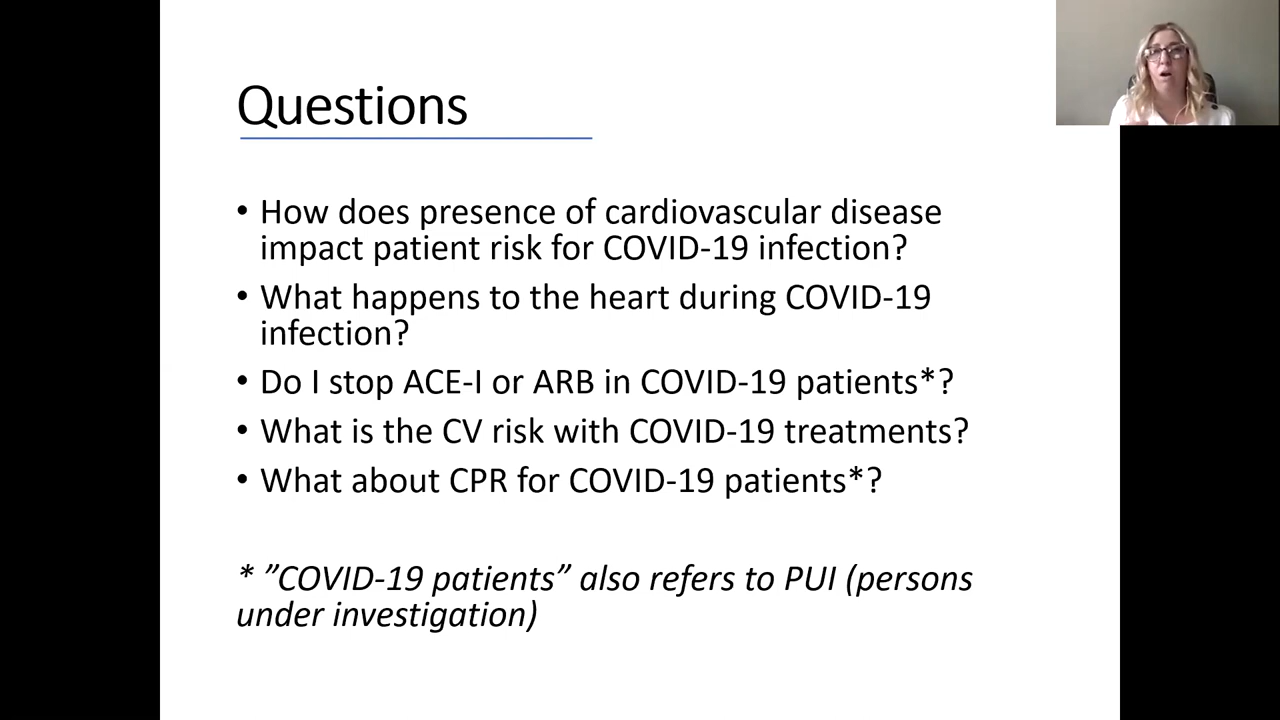 Questions
• How does presence of cardiovascular disease
impact patient risk for COVID-19 infection?
• What happens to the heart during COVID-19
infection?
• Do I stop ACE-I or ARB in COVID-19 patients*?
• What is the CV risk with COVID-19 treatments?
• What about CPR for COVID-19 patients*?
* ”COVID-19 patients” also refers to PUI (persons
under investigation)